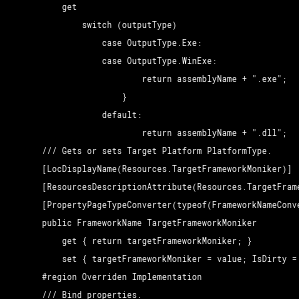 get
switch (outputType)
case OutputType.Exe:
case OutputType.WinExe:
return assemblyName + ".exe";
}
default:
return assemblyName + ".dll";
/// Gets or sets Target Platform PlatformType.
[LocDisplayName(Resources.TargetFrameworkMoniker)]
[ResourcesDescriptionAttribute(Resources.TargetFrame
[PropertyPageTypeConverter(typeof(FrameworkNameConve
public FrameworkName TargetFrameworkMoniker
get { return targetFrameworkMoniker; }
set { targetFrameworkMoniker = value; IsDirty =
#region Overriden Implementation
/// Bind properties.